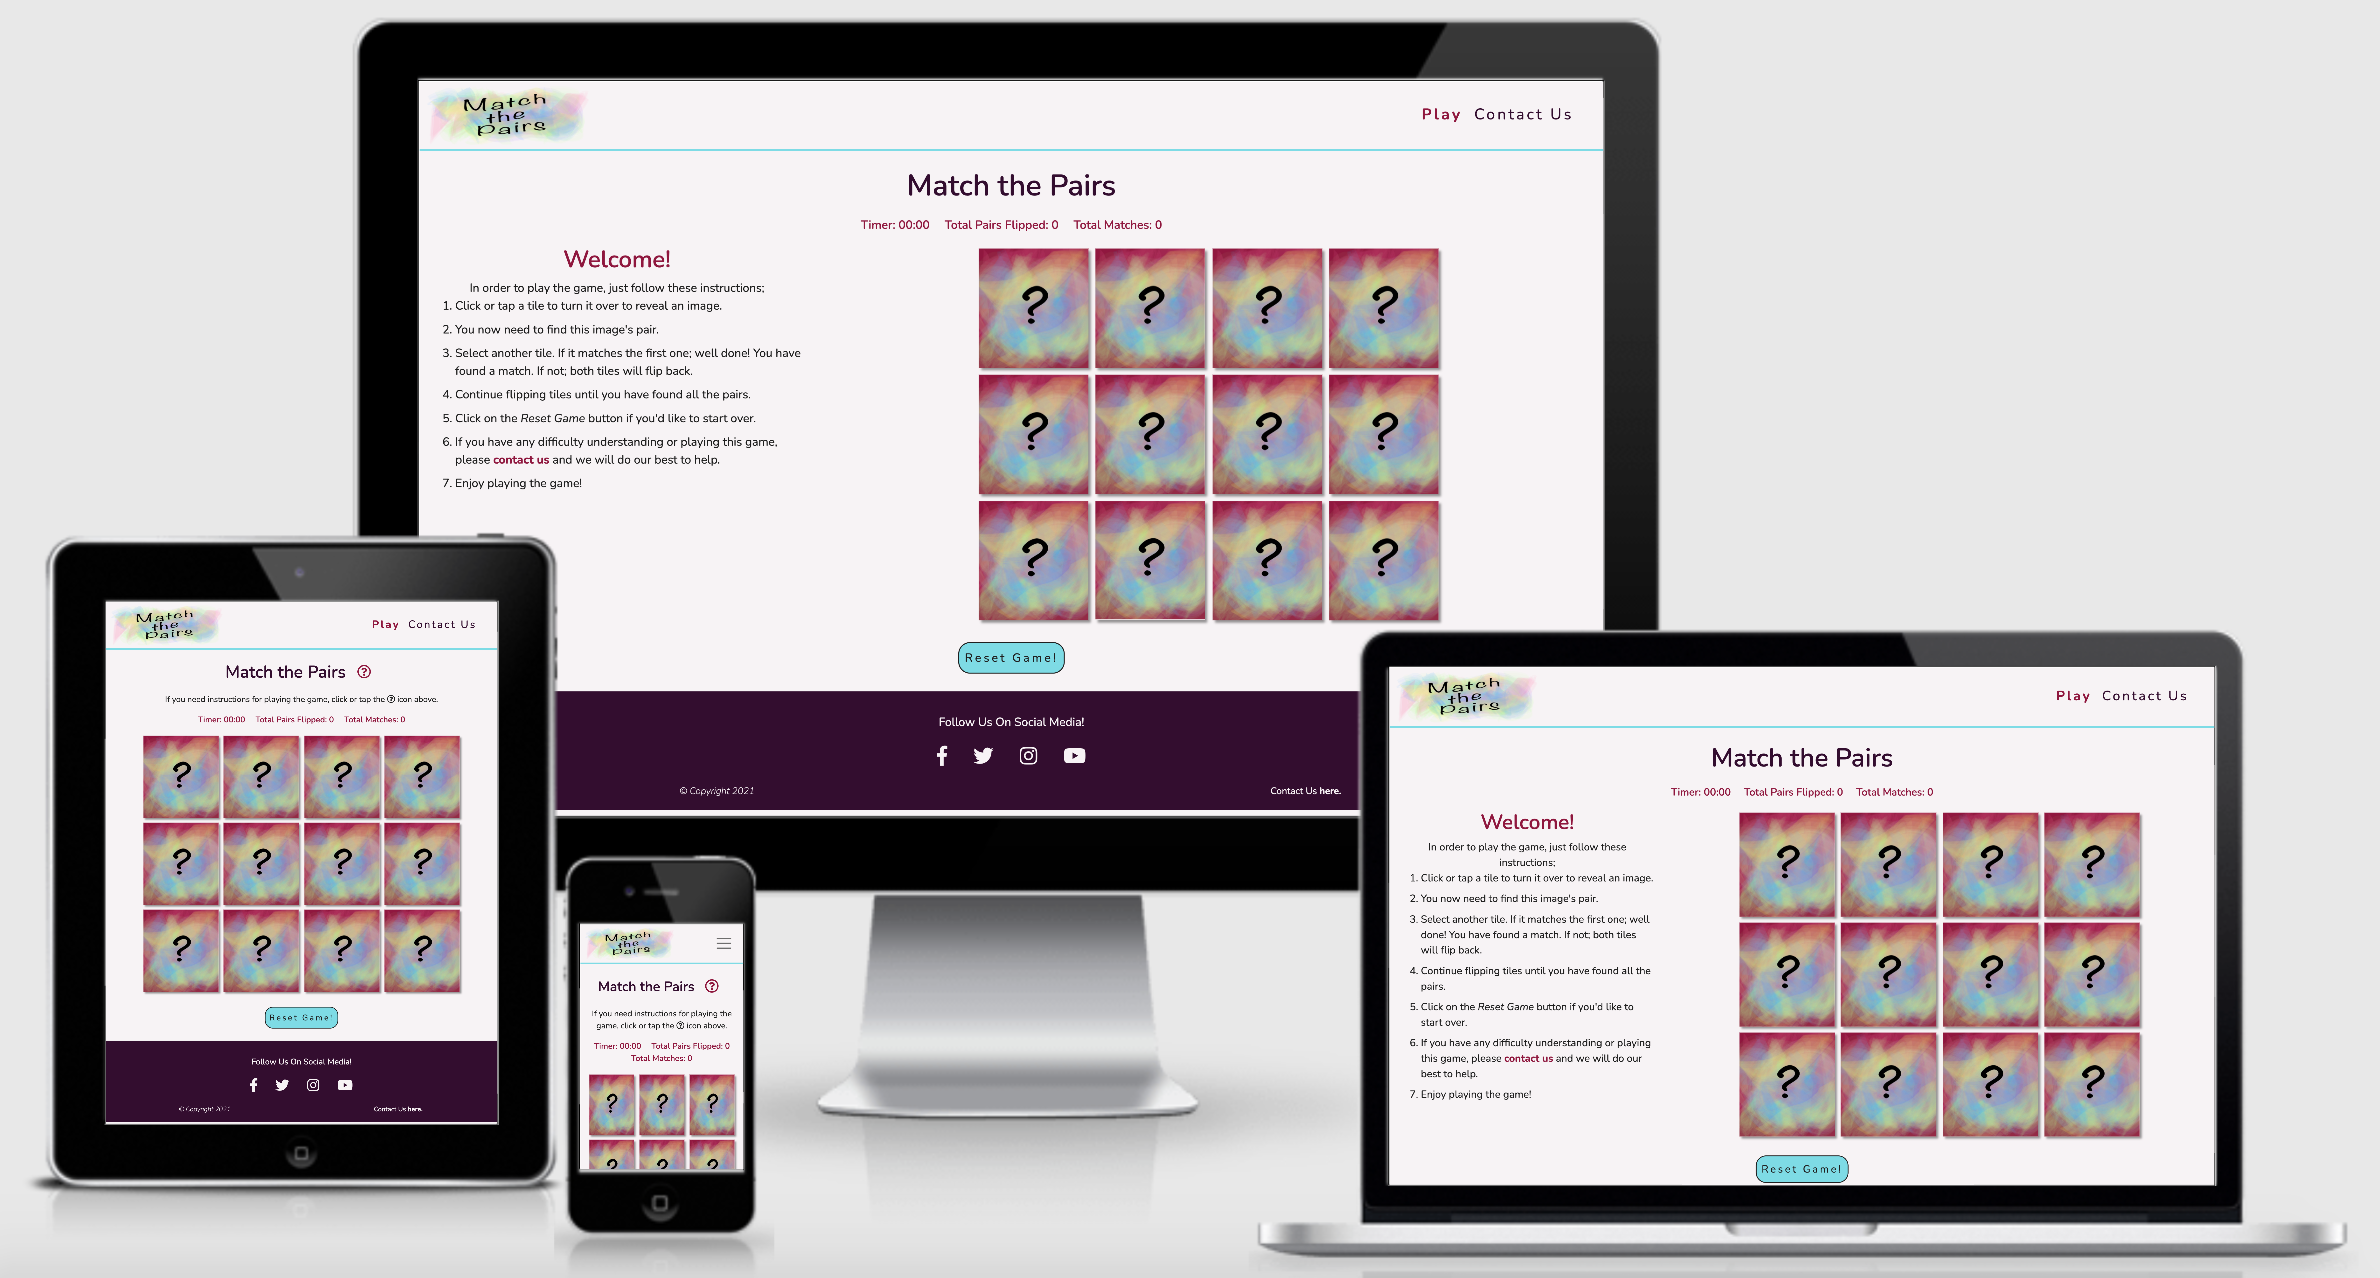 Match
the
Pairs
Play Contact Us
Match the Pairs
Timer: 00:00 Total Pairs Flipped: 0 Total Matches: 0
Welcome!
In order to play the game, just follow these instructions;
1. Click or tap a tile to turn it over to reveal an image.
2. You now need to find this image's pair.
3. Select another tile. If it matches the first one; well done! You have
found a match. If not; both tiles will flip back.
4. Continue flipping tiles until you have found all the pairs.
5. Click on the Reset Game button if you'd like to start over.
6. If you have any difficulty understanding or playing this game,
please contact us and we will do our best to help.
7. Enjoy playing the game!
? ? ? ?
? ? ? ?
? ? ? ?
Reset Game!
Follow Us On Social Media!
© Copyright 2021 Contact Us here.
Match
the
Pairs
Play Contact Us
Match the Pairs ?
If you need instructions for playing the game, click or tap the ? icon above.
Timer: 00:00 Total Pairs Flipped: 0 Total Matches: 0
? ? ? ?
? ? ? ?
? ? ? ?
Reset Game!
Follow Us On Social Media!
© Copyright 2021 Contact Us here.
Match
the
Pairs
Match the Pairs ?
If you need instructions for playing the
game, click or tap the ? icon above.
Timer: 00:00 Total Pairs Flipped: 0
Total Matches: 0
? ? ?
? ? ?
Match
the
Pairs
Play Contact Us
Match the Pairs
Timer: 00:00 Total Pairs Flipped: 0 Total Matches: 0
Welcome!
In order to play the game, just follow these
instructions;
1. Click or tap a tile to turn it over to reveal an image.
2. You now need to find this image's pair.
3. Select another tile. If it matches the first one; well
done! You have found a match. If not; both tiles
will flip back.
4. Continue flipping tiles until you have found all the
pairs.
5. Click on the Reset Game button if you'd like to
start over.
6. If you have any difficulty understanding or playing
this game, please contact us and we will do our
best to help.
7. Enjoy playing the game!
? ? ? ?
? ? ? ?
? ? ? ?
Reset Game!